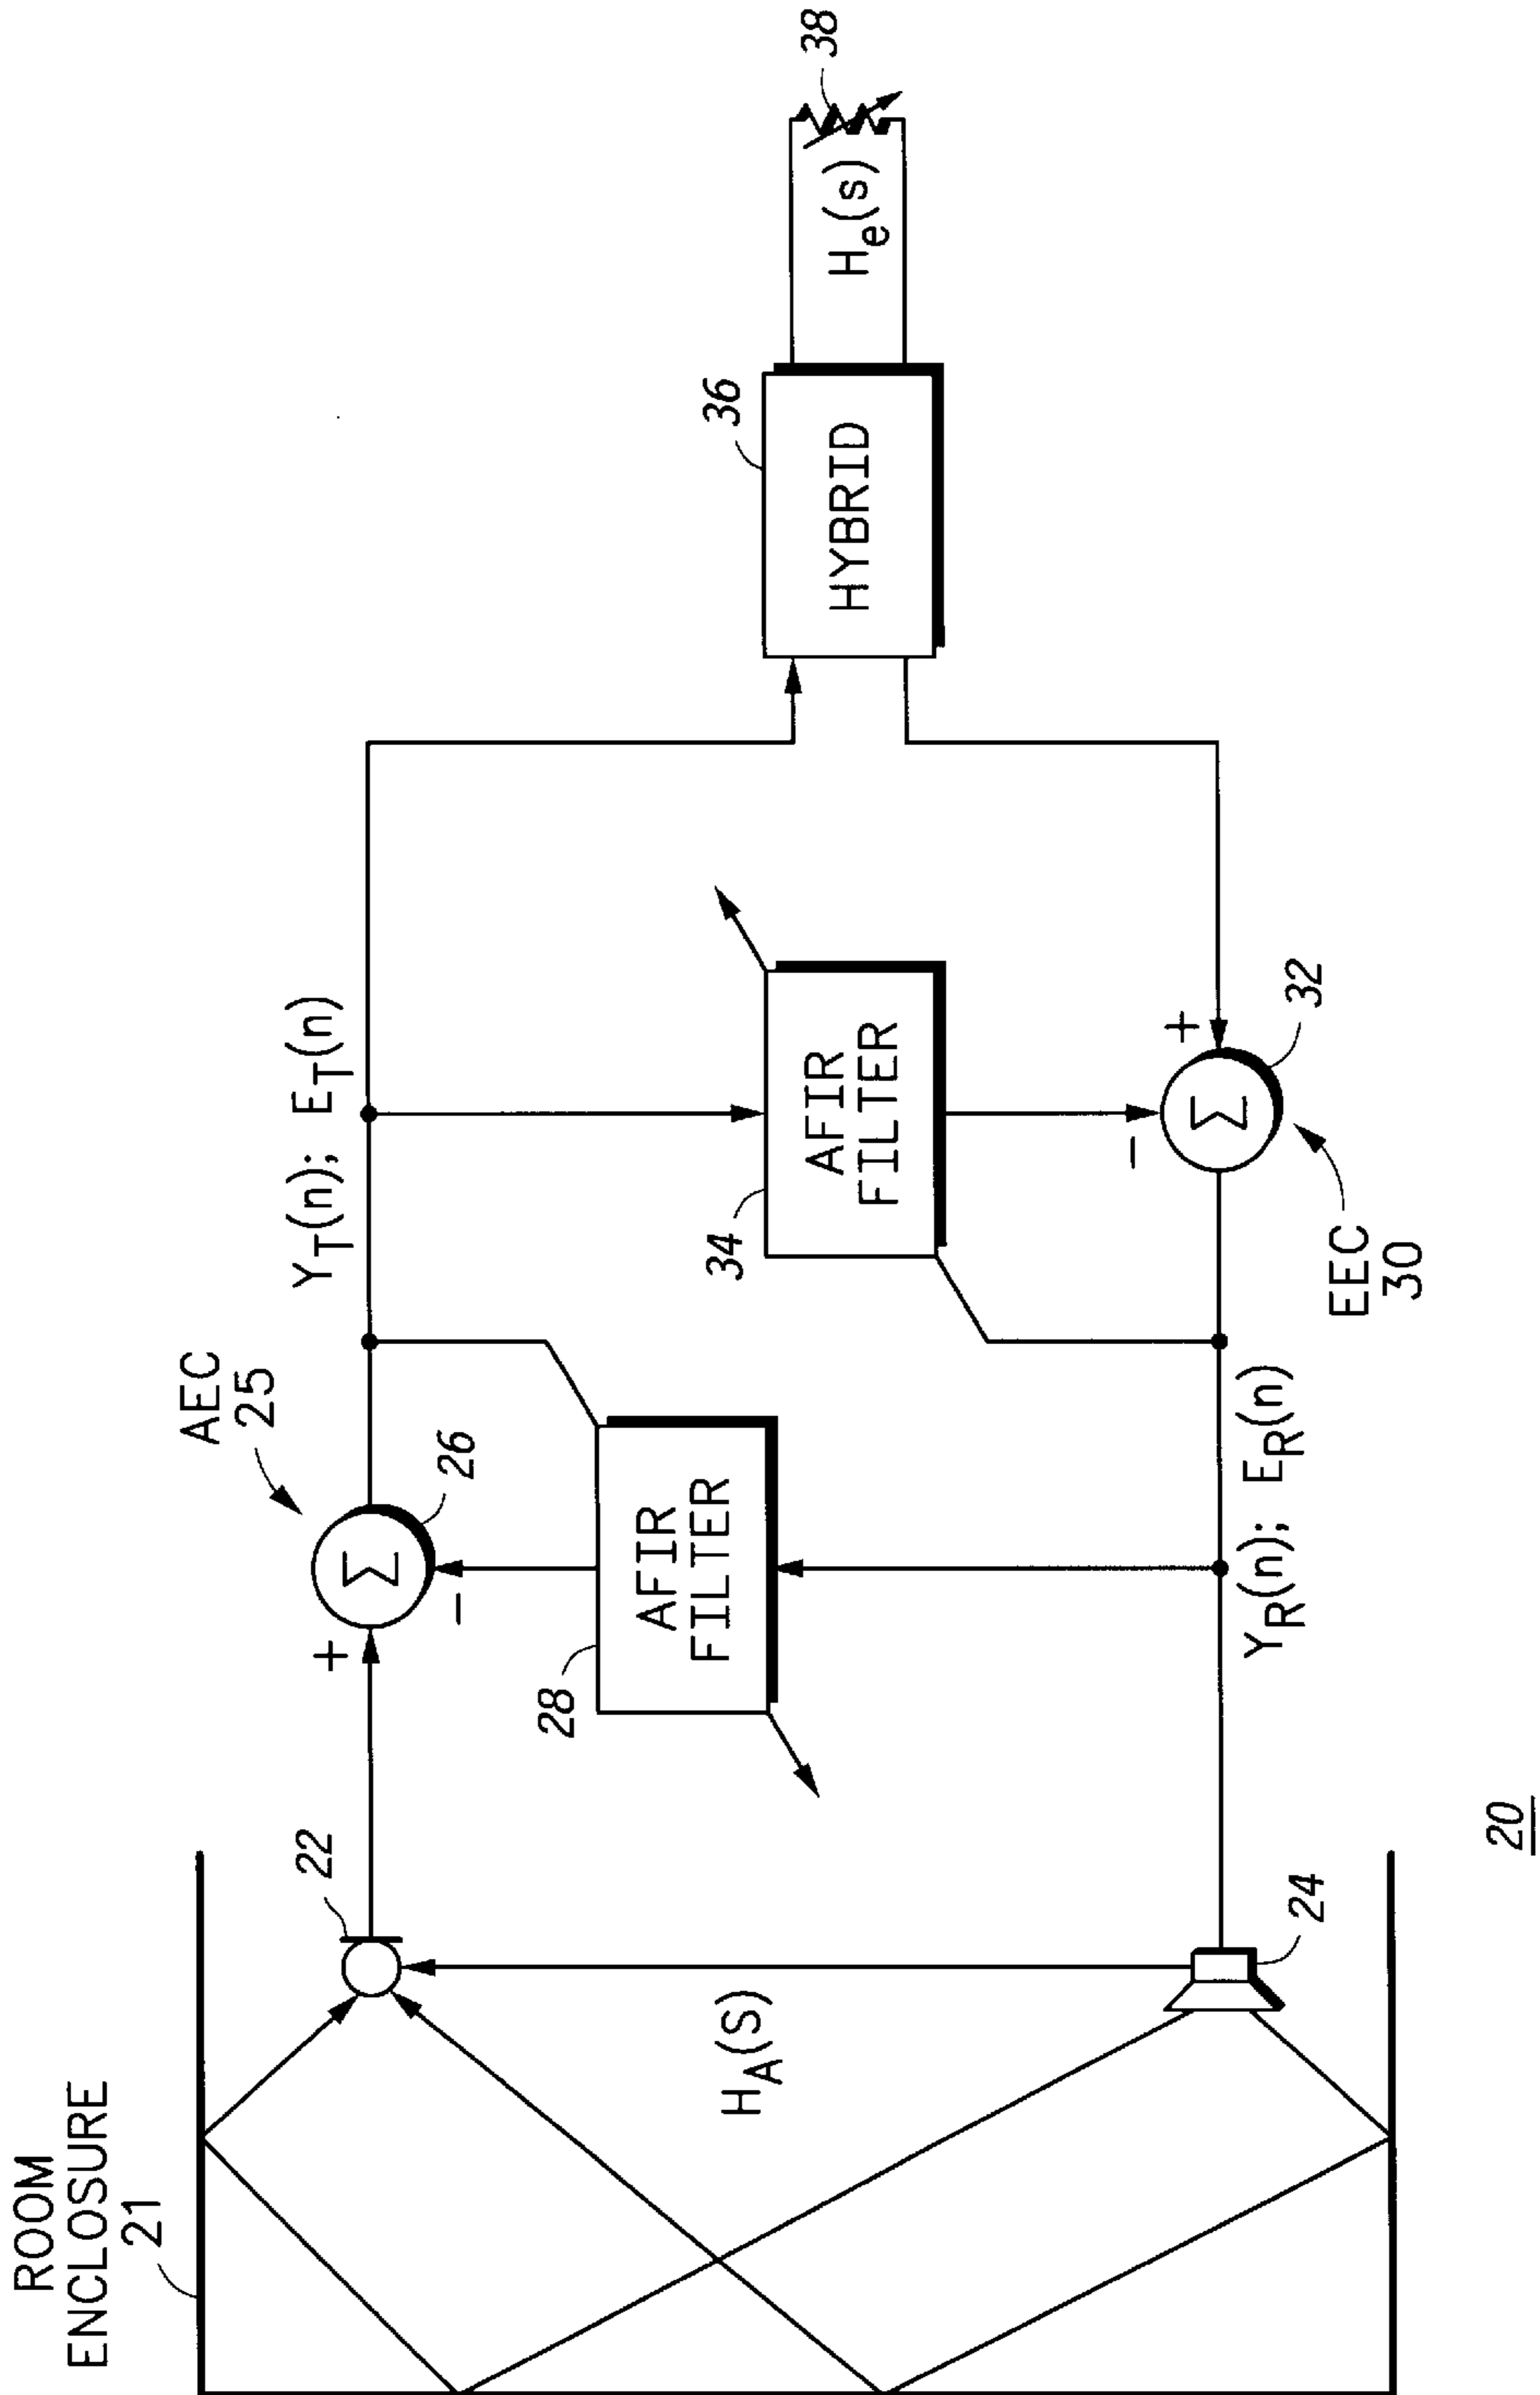 ROOM
ENCLOSURE
21
22
24
H_A(S)
AEC
25
+
Σ
26
−
28
AFIR
FILTER
Y_T(n); E_T(n)
Y_R(n); E_R(n)
34
AFIR
FILTER
−
+
Σ
32
EEC
30
36
HYBRID
H_e(s)
38
20